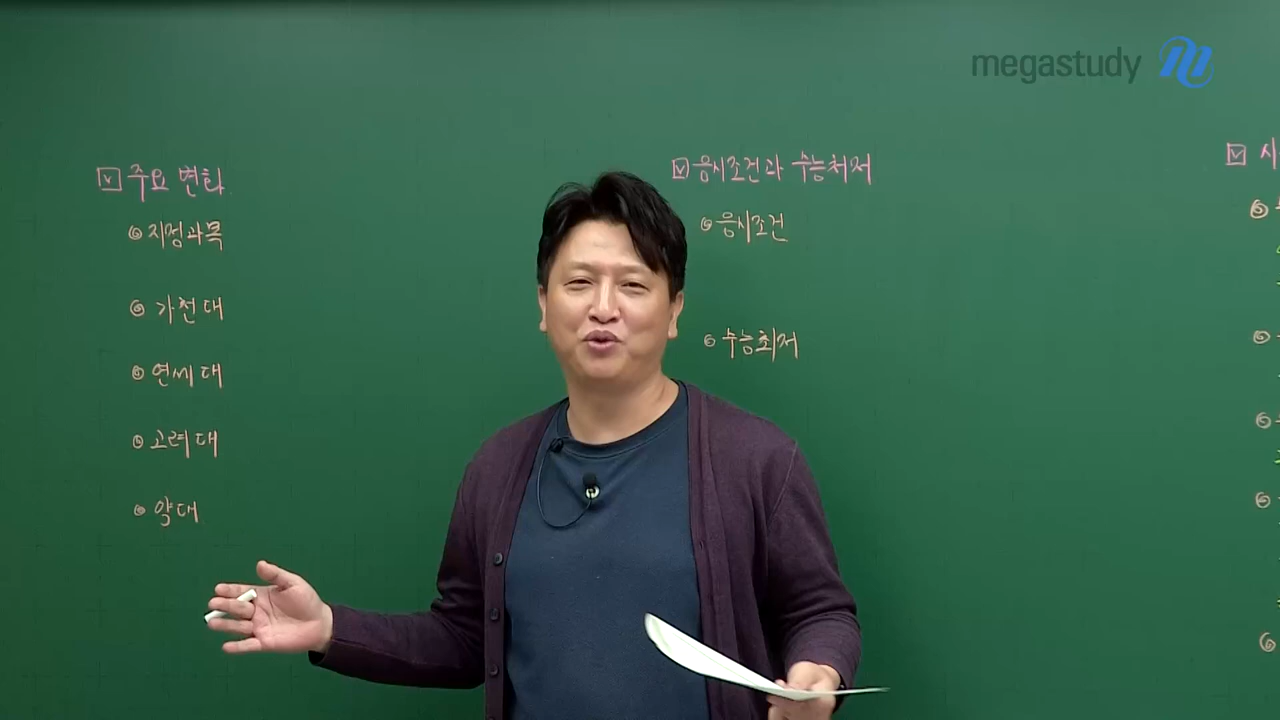 megastudy
주요 변화
지정과목
가천대
연세대
고려대
약대
응시조건과 수능최저
응시조건
수능최저